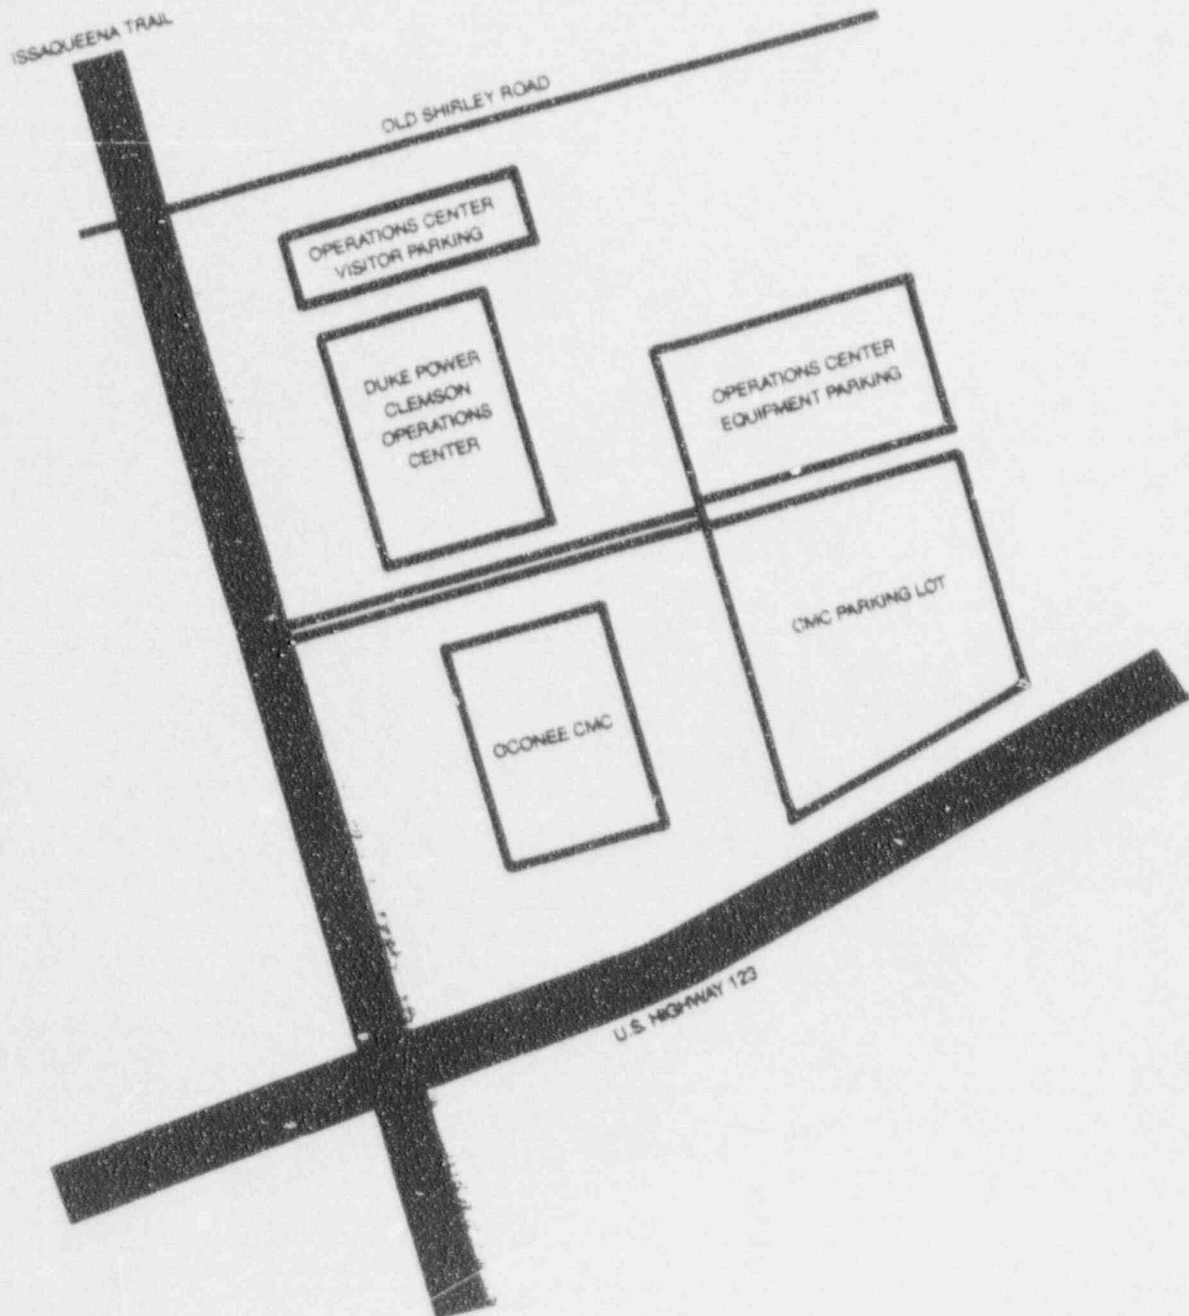 ISSAQUEENA TRAIL
OLD SHIRLEY ROAD
OPERATIONS CENTER
VISITOR PARKING
DUKE POWER
CLEMSON
OPERATIONS
CENTER
OPERATIONS CENTER
EQUIPMENT PARKING
CMC PARKING LOT
OCONEE CMC
U.S. HIGHWAY 123